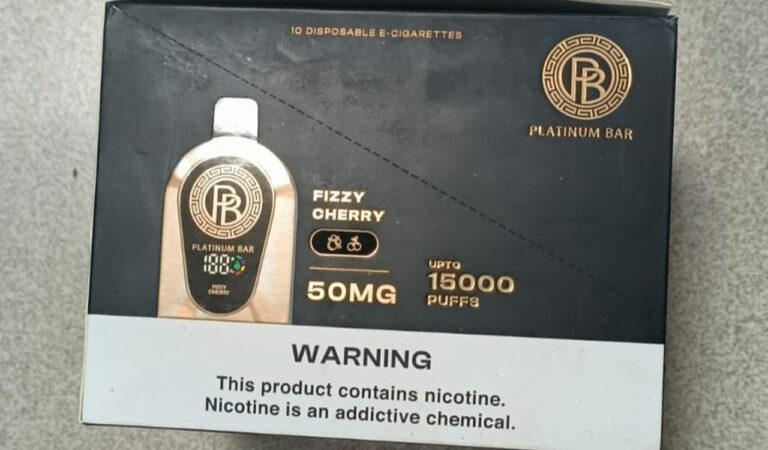 10 DISPOSABLE E-CIGARETTES
PB
PLATINUM BAR
PB
PLATINUM BAR
188
FIZZY
CHERRY
FIZZY
CHERRY
50MG
UPTO
15000
PUFFS
WARNING
This product contains nicotine.
Nicotine is an addictive chemical.